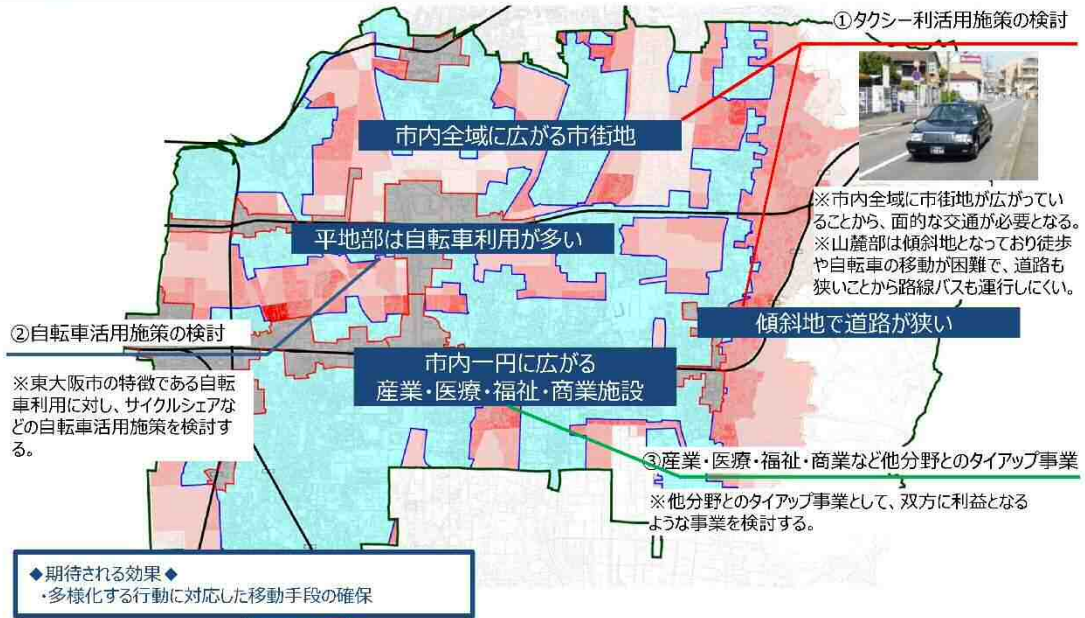 ①タクシー利活用施策の検討
市内全域に広がる市街地
※市内全域に市街地が広がってい
ることから、面的な交通が必要となる。
※山麓部は傾斜地となっており徒歩
や自転車の移動が困難で、道路も
狭いことから路線バスも運行しにくい。
平地部は自転車利用が多い
傾斜地で道路が狭い
②自転車活用施策の検討
※東大阪市の特徴である自転
車利用に対し、サイクルシェアな
どの自転車活用施策を検討す
る。
市内一円に広がる
産業・医療・福祉・商業施設
③産業・医療・福祉・商業など他分野とのタイアップ事業
※他分野とのタイアップ事業として、双方に利益となる
ような事業を検討する。
◆期待される効果◆
・多様化する行動に対応した移動手段の確保